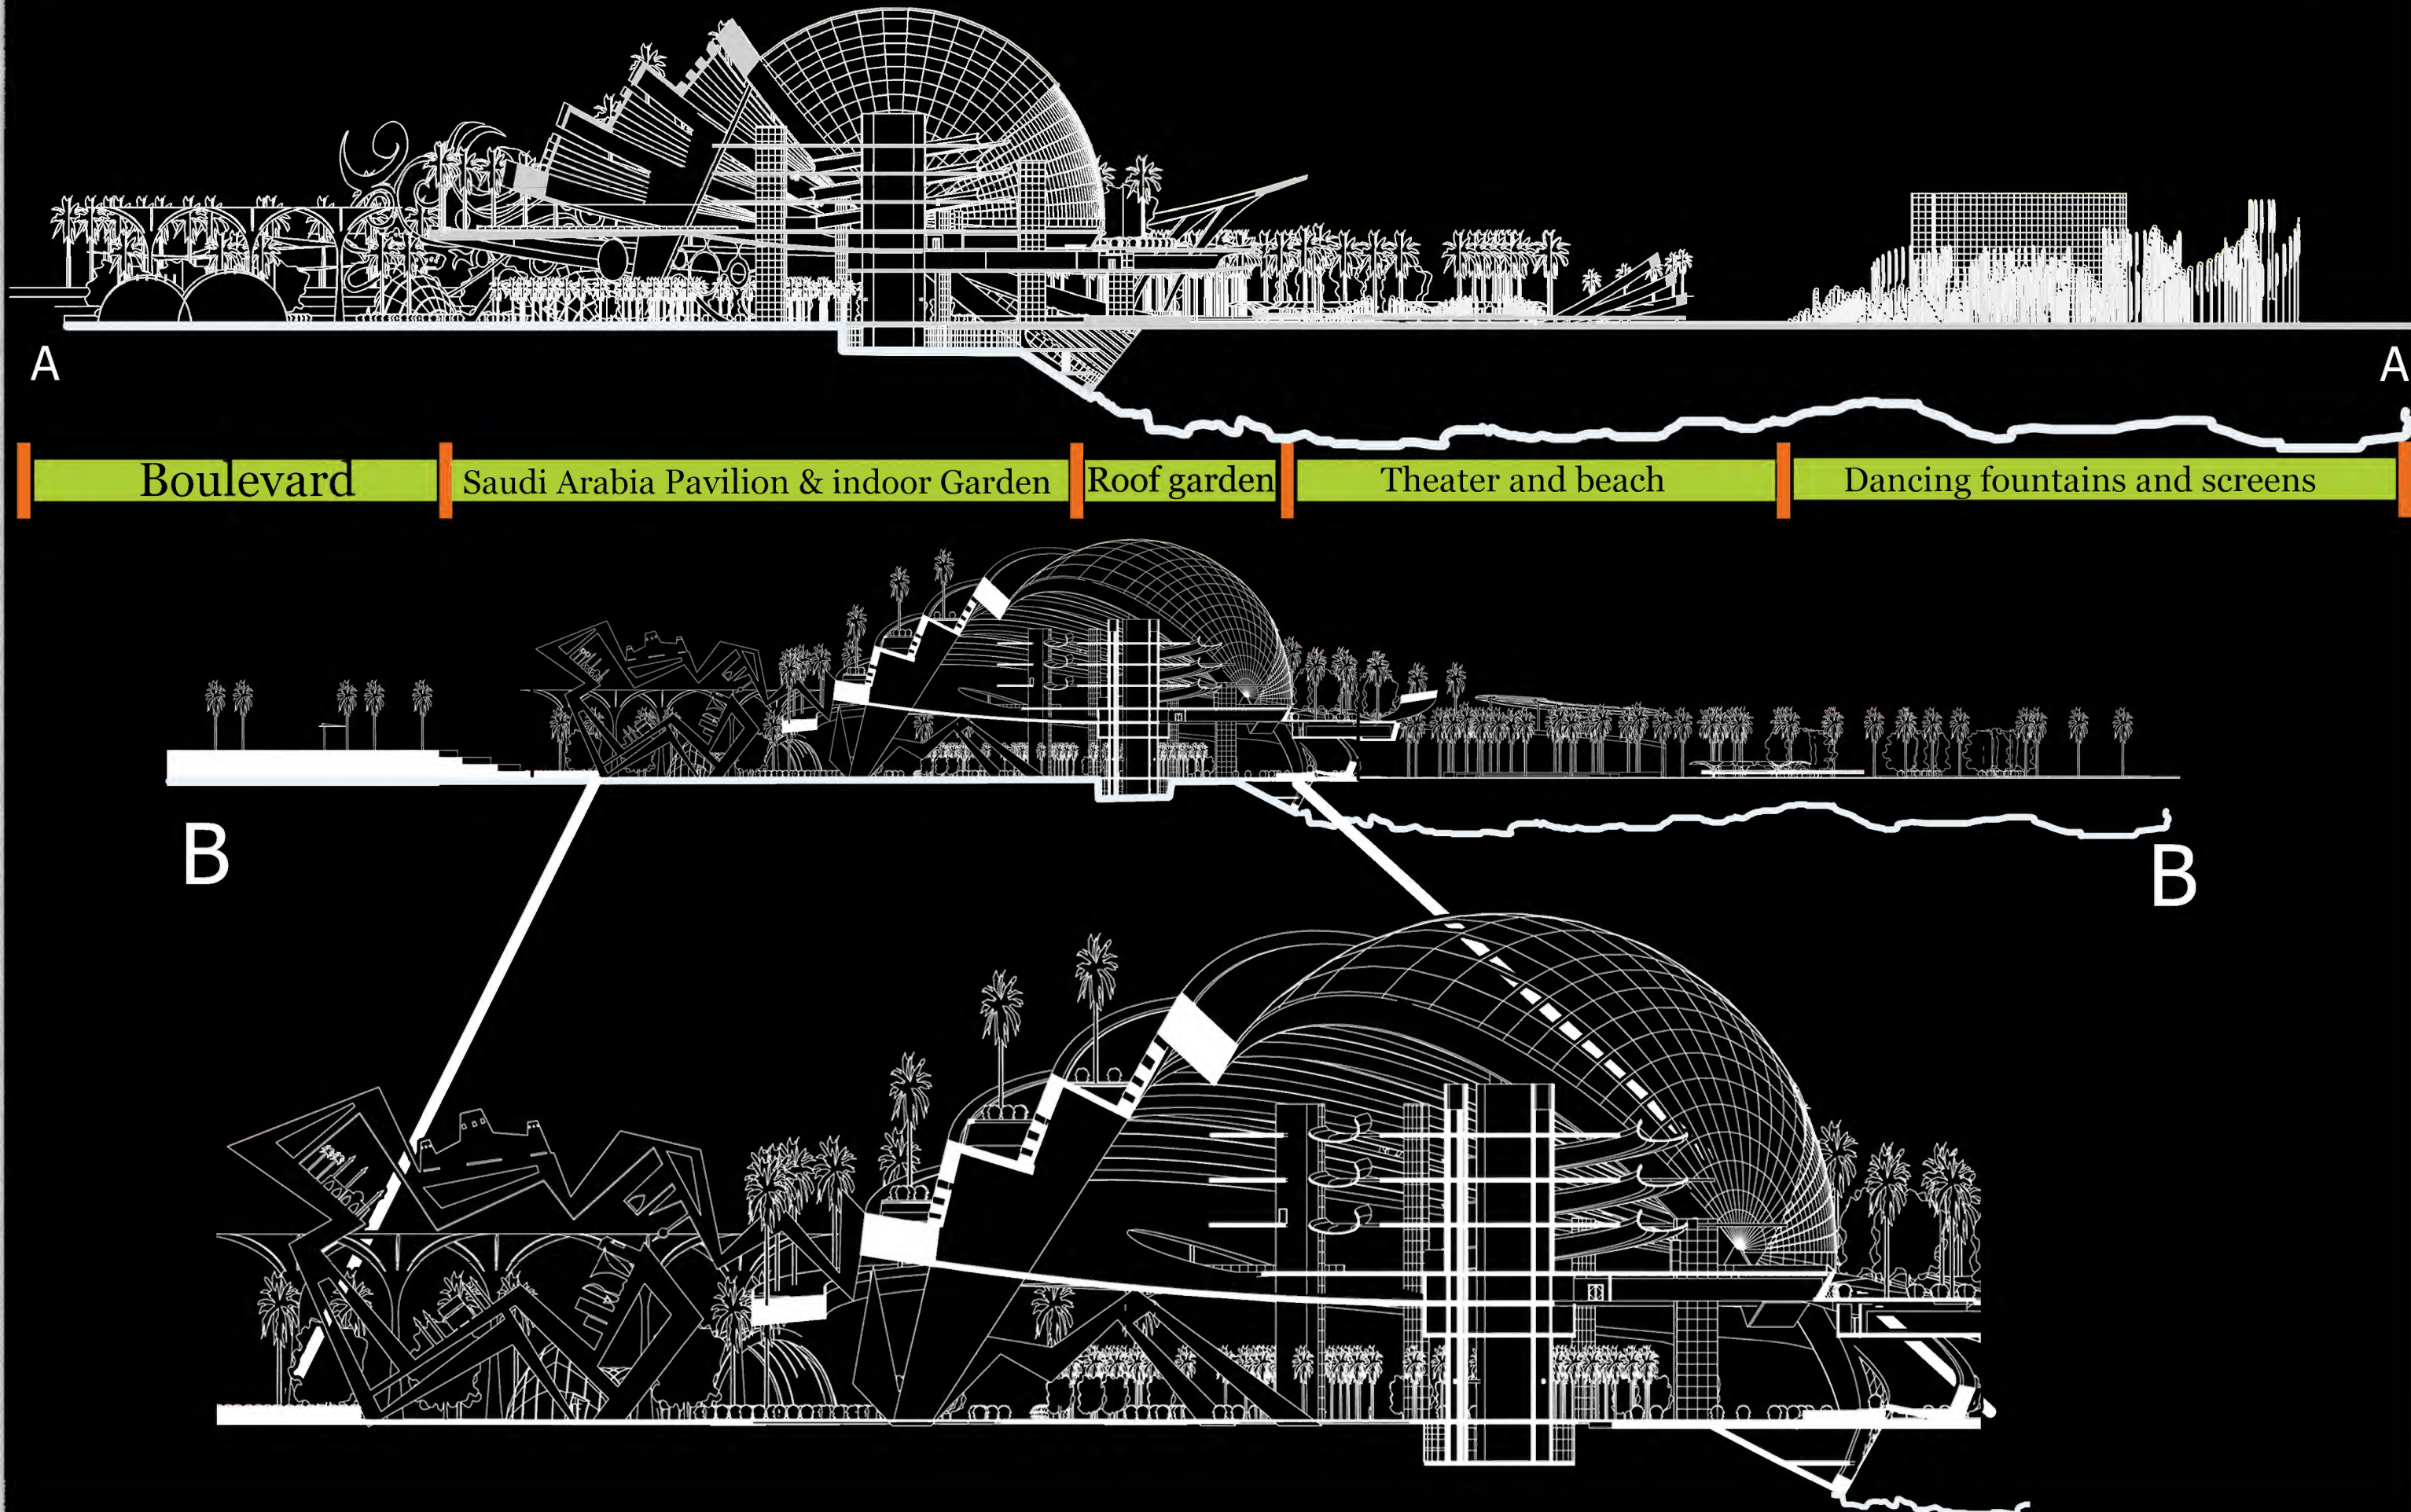 A A
Boulevard Saudi Arabia Pavilion & indoor Garden Roof garden Theater and beach Dancing fountains and screens
B B